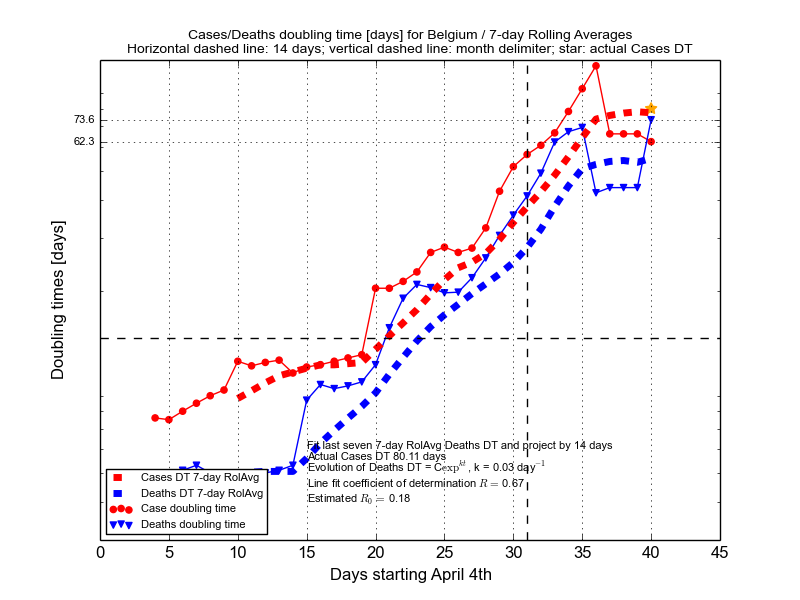 Cases/Deaths doubling time [days] for Belgium / 7-day Rolling Averages
Horizontal dashed line: 14 days; vertical dashed line: month delimiter; star: actual Cases DT
73.6
62.3
Doubling times [days]
Fit last seven 7-day RolAvg Deaths DT and project by 14 days
Actual Cases DT 80.11 days
Evolution of Deaths DT = Cexp^{kt}, k = 0.03 day^{-1}
Line fit coefficient of determination R = 0.67
Estimated R_0 = 0.18
Cases DT 7-day RolAvg
Deaths DT 7-day RolAvg
Case doubling time
Deaths doubling time
0 5 10 15 20 25 30 35 40 45
Days starting April 4th